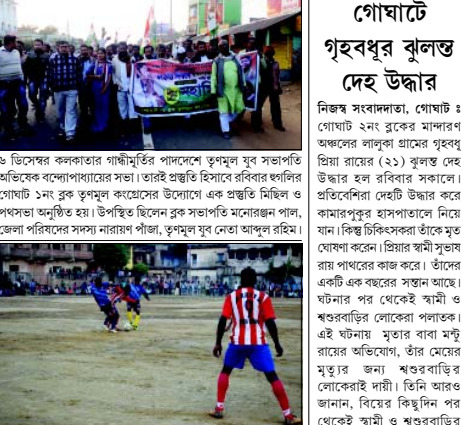 ৬ ডিসেম্বর কলকাতার গান্ধীমূর্তির পাদদেশে তৃণমূল যুব সভাপতি
অভিষেক বন্দ্যোপাধ্যায়ের সভা। তারই প্রস্তুতি হিসাবে রবিবার হুগলির
গোঘাট ১নং ব্লক তৃণমূল কংগ্রেসের উদ্যোগে এক প্রস্তুতি মিছিল ও
পথসভা অনুষ্ঠিত হয়। উপস্থিত ছিলেন ব্লক সভাপতি মনোরঞ্জন পাল,
জেলা পরিষদের সদস্য নারায়ণ পাঁজা, তৃণমূল যুব নেতা আব্দুল রহিম।
গোঘাটে
গৃহবধূর ঝুলন্ত
দেহ উদ্ধার
নিজস্ব সংবাদদাতা, গোঘাট ঃ
গোঘাট ২নং ব্লকের মান্দারণ
অঞ্চলের লালুকা গ্রামের গৃহবধূ
প্রিয়া রায়ের (২১) ঝুলন্ত দেহ
উদ্ধার হল রবিবার সকালে।
প্রতিবেশিরা দেহটি উদ্ধার করে
কামারপুকুর হাসপাতালে নিয়ে
যান। কিন্তু চিকিৎসকরা তাঁকে মৃত
ঘোষণা করেন। প্রিয়ার স্বামী সুভাষ
রায় পাথরের কাজ করে। তাঁদের
একটি এক বছরের সন্তান আছে।
ঘটনার পর থেকেই স্বামী ও
শ্বশুরবাড়ির লোকেরা পলাতক।
এই ঘটনায় মৃতার বাবা মন্টু
রায়ের অভিযোগ, তাঁর মেয়ের
মৃত্যুর জন্য শ্বশুরবাড়ির
লোকেরাই দায়ী। তিনি আরও
জানান, বিয়ের কিছুদিন পর
থেকেই স্বামী ও শ্বশুরবাড়ির